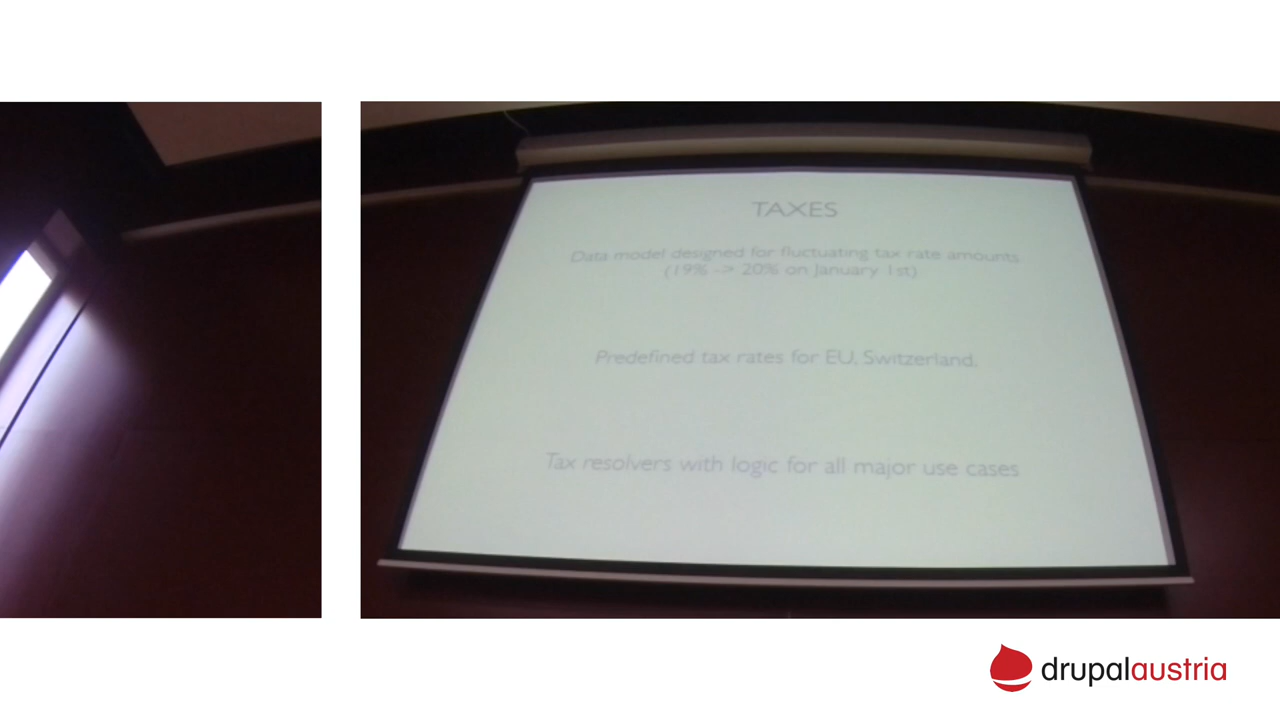 TAXES
Data model designed for fluctuating tax rate amounts
(19% -> 20% on January 1st)
Predefined tax rates for EU, Switzerland.
Tax resolvers with logic for all major use cases
drupalaustria